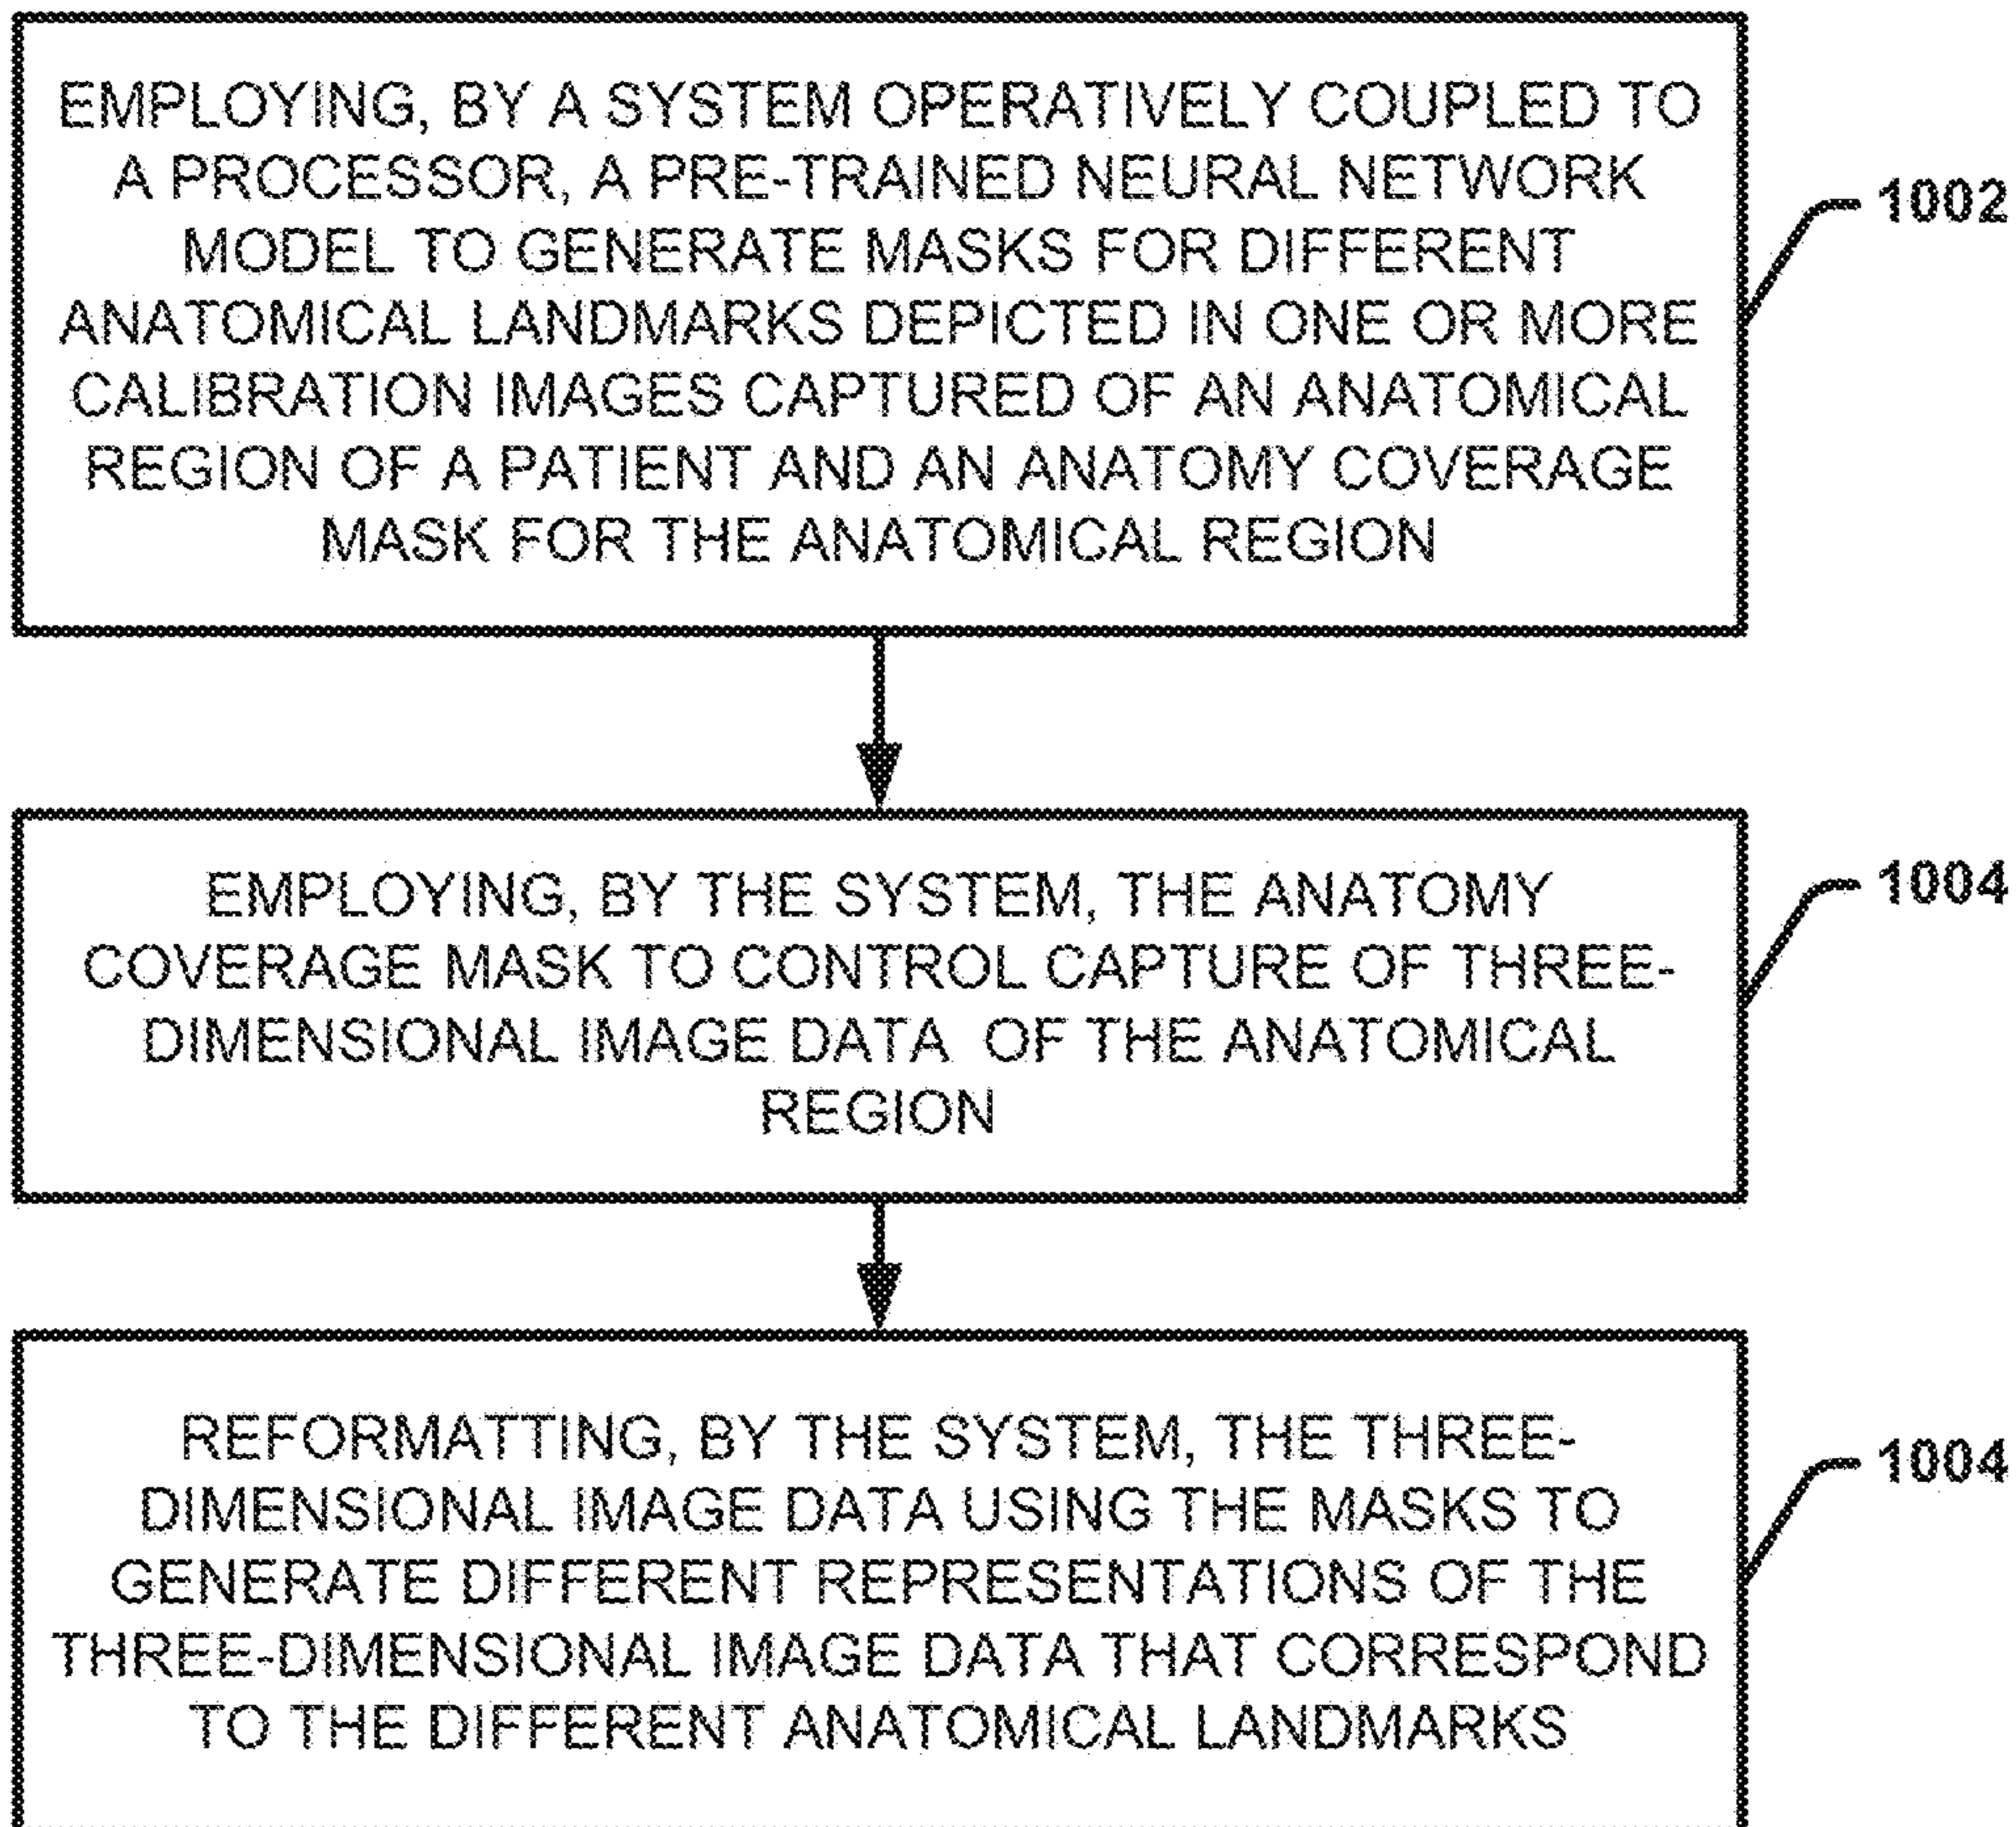 EMPLOYING, BY A SYSTEM OPERATIVELY COUPLED TO
A PROCESSOR, A PRE-TRAINED NEURAL NETWORK
MODEL TO GENERATE MASKS FOR DIFFERENT
ANATOMICAL LANDMARKS DEPICTED IN ONE OR MORE
CALIBRATION IMAGES CAPTURED OF AN ANATOMICAL
REGION OF A PATIENT AND AN ANATOMY COVERAGE
MASK FOR THE ANATOMICAL REGION
1002
EMPLOYING, BY THE SYSTEM, THE ANATOMY
COVERAGE MASK TO CONTROL CAPTURE OF THREE-
DIMENSIONAL IMAGE DATA OF THE ANATOMICAL
REGION
1004
REFORMATTING, BY THE SYSTEM, THE THREE-
DIMENSIONAL IMAGE DATA USING THE MASKS TO
GENERATE DIFFERENT REPRESENTATIONS OF THE
THREE-DIMENSIONAL IMAGE DATA THAT CORRESPOND
TO THE DIFFERENT ANATOMICAL LANDMARKS
1004